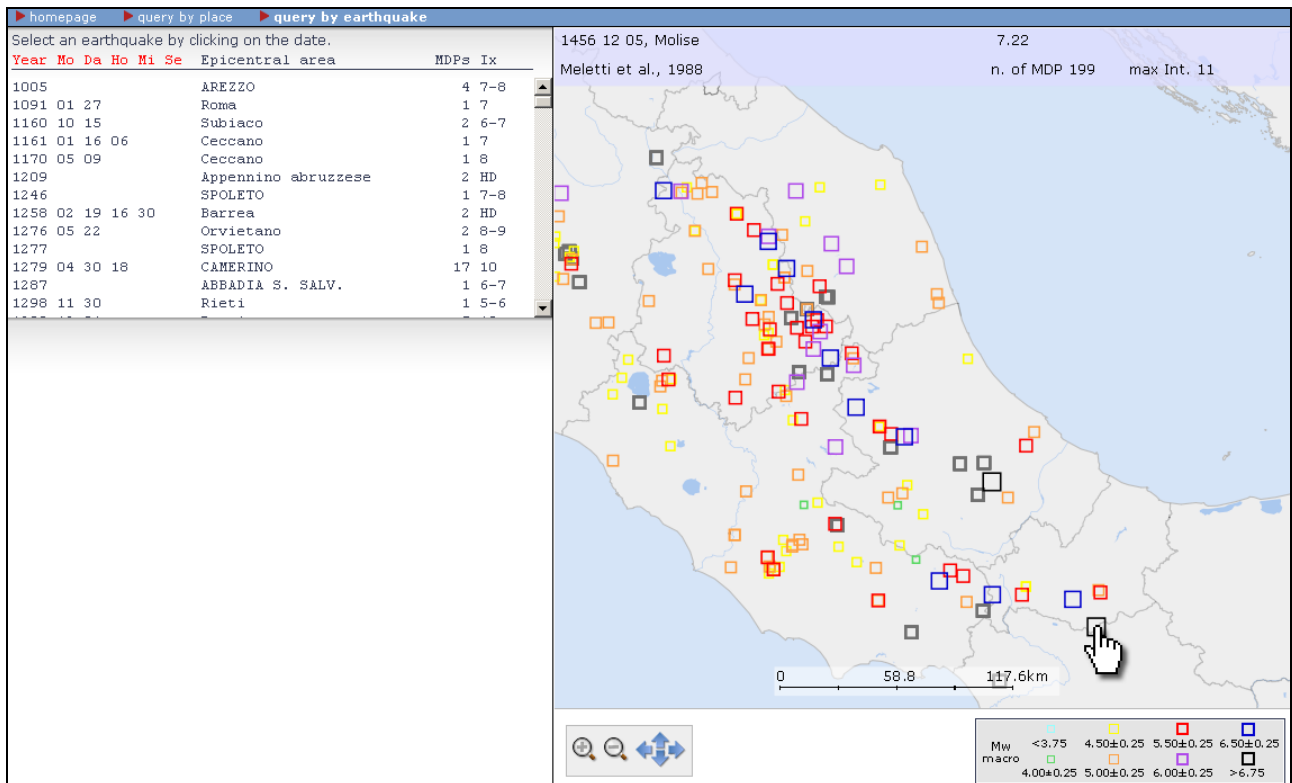 homepage query by place query by earthquake
Select an earthquake by clicking on the date.
Year Mo Da Ho Mi Se Epicentral area MDPs Ix
1005 AREZZO 4 7-8
1091 01 27 Roma 1 7
1160 10 15 Subiaco 2 6-7
1161 01 16 06 Ceccano 1 7
1170 05 09 Ceccano 1 8
1209 Appennino abruzzese 2 HD
1246 SPOLETO 1 7-8
1258 02 19 16 30 Barrea 2 HD
1276 05 22 Orvietano 2 8-9
1277 SPOLETO 1 8
1279 04 30 18 CAMERINO 17 10
1287 ABBADIA S. SALV. 1 6-7
1298 11 30 Rieti 1 5-6
1456 12 05, Molise 7.22
Meletti et al., 1988 n. of MDP 199 max Int. 11
0 58.8 117.6km
Mw macro
<3.75 4.50±0.25 5.50±0.25 6.50±0.25
4.00±0.25 5.00±0.25 6.00±0.25 >6.75